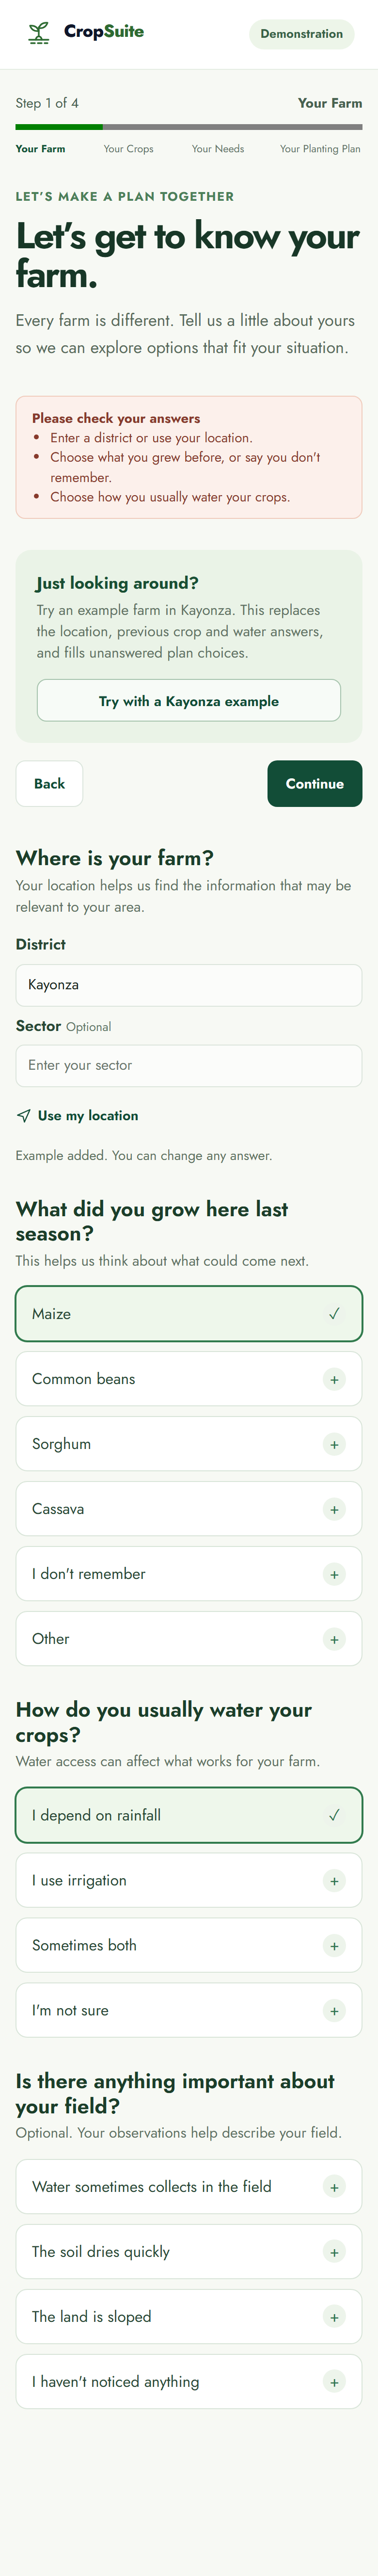 CropSuite
Demonstration
Step 1 of 4
Your Farm
Your Farm
Your Crops
Your Needs
Your Planting Plan
LET'S MAKE A PLAN TOGETHER
Let's get to know your
farm.
Every farm is different. Tell us a little about yours
so we can explore options that fit your situation.
Please check your answers
• Enter a district or use your location.
• Choose what you grew before, or say you don't
remember.
• Choose how you usually water your crops.
Just looking around?
Try an example farm in Kayonza. This replaces
the location, previous crop and water answers,
and fills unanswered plan choices.
Try with a Kayonza example
Back
Continue
Where is your farm?
Your location helps us find the information that may be
relevant to your area.
District
Kayonza
Sector Optional
Enter your sector
Use my location
Example added. You can change any answer.
What did you grow here last
season?
This helps us think about what could come next.
Maize ✓
Common beans +
Sorghum +
Cassava +
I don't remember +
Other +
How do you usually water your
crops?
Water access can affect what works for your farm.
I depend on rainfall ✓
I use irrigation +
Sometimes both +
I'm not sure +
Is there anything important about
your field?
Optional. Your observations help describe your field.
Water sometimes collects in the field +
The soil dries quickly +
The land is sloped +
I haven't noticed anything +